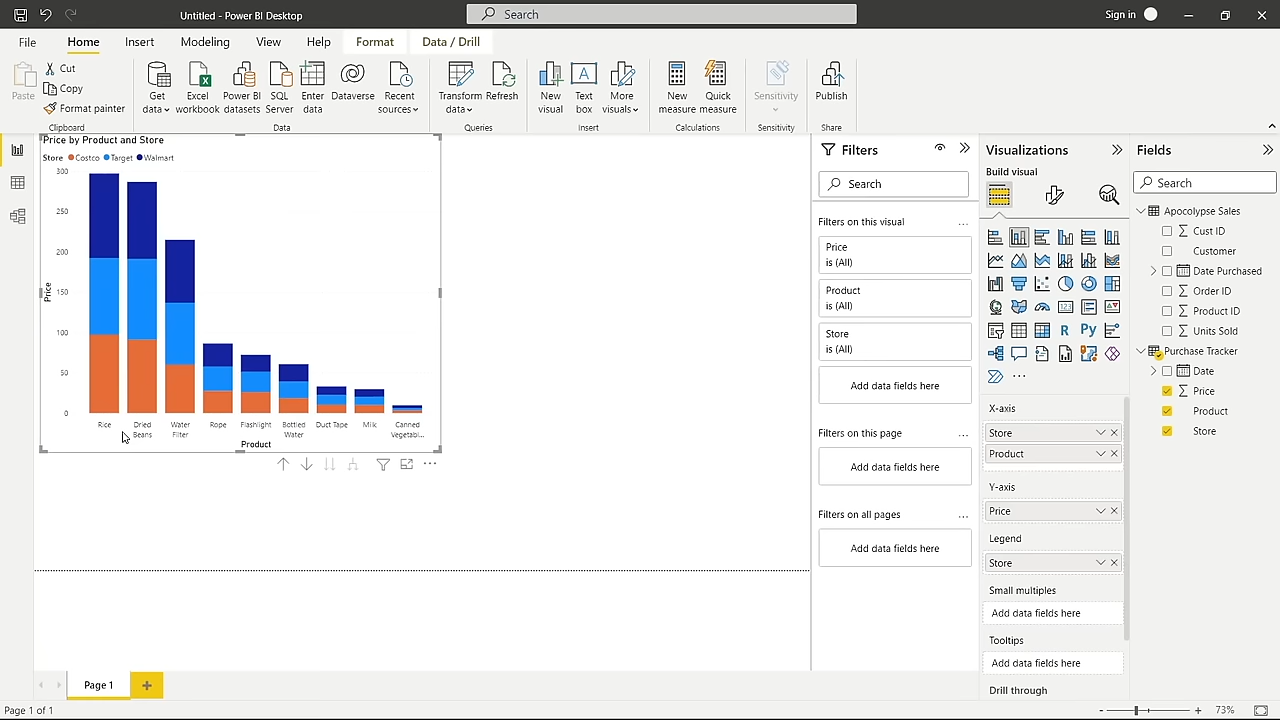 Untitled - Power BI Desktop
Search
Sign in
File
Home
Insert
Modeling
View
Help
Format
Data / Drill
Paste
Cut
Copy
Format painter
Clipboard
Get data
Excel workbook
Power BI datasets
SQL Server
Enter data
Dataverse
Recent sources
Data
Transform data
Refresh
Queries
New visual
Text box
More visuals
Insert
New measure
Quick measure
Calculations
Sensitivity
Sensitivity
Publish
Share
Price by Product and Store
Store Costco Target Walmart
300
250
200
150
100
50
0
Price
Rice
Dried Beans
Water Filter
Rope
Flashlight
Bottled Water
Duct Tape
Milk
Canned Vegetabl...
Product
Filters
Search
Filters on this visual
...
Price
is (All)
Product
is (All)
Store
is (All)
Add data fields here
Filters on this page
...
Add data fields here
Filters on all pages
...
Add data fields here
Visualizations
Build visual
R
Py
123
...
X-axis
Store
Product
Y-axis
Price
Legend
Store
Small multiples
Add data fields here
Tooltips
Add data fields here
Drill through
Fields
Search
Apocolypse Sales
Cust ID
Customer
Date Purchased
Order ID
Product ID
Units Sold
Purchase Tracker
Date
Price
Product
Store
Page 1
Page 1 of 1
- + 73%